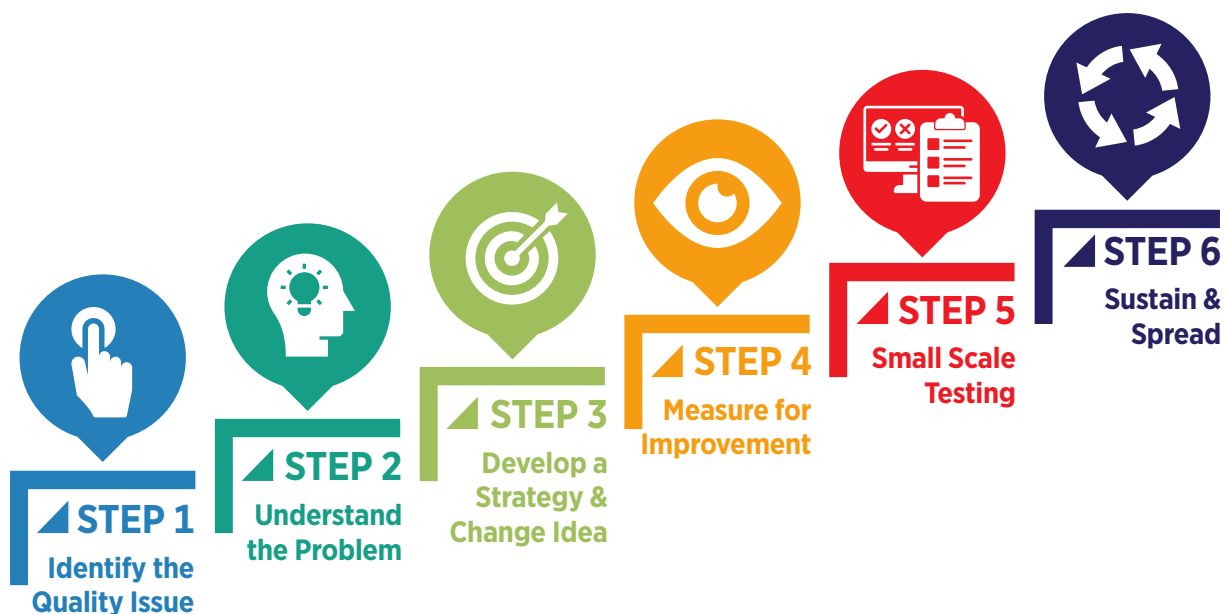 STEP 1
Identify the
Quality Issue
STEP 2
Understand
the Problem
STEP 3
Develop a
Strategy &
Change Idea
STEP 4
Measure for
Improvement
STEP 5
Small Scale
Testing
STEP 6
Sustain &
Spread